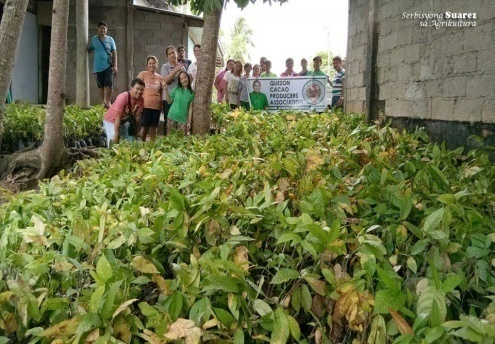 Serbisyong Suarez
sa Agrikultura
QUEZON
CACAO
PRODUCERS
ASSOCIATION